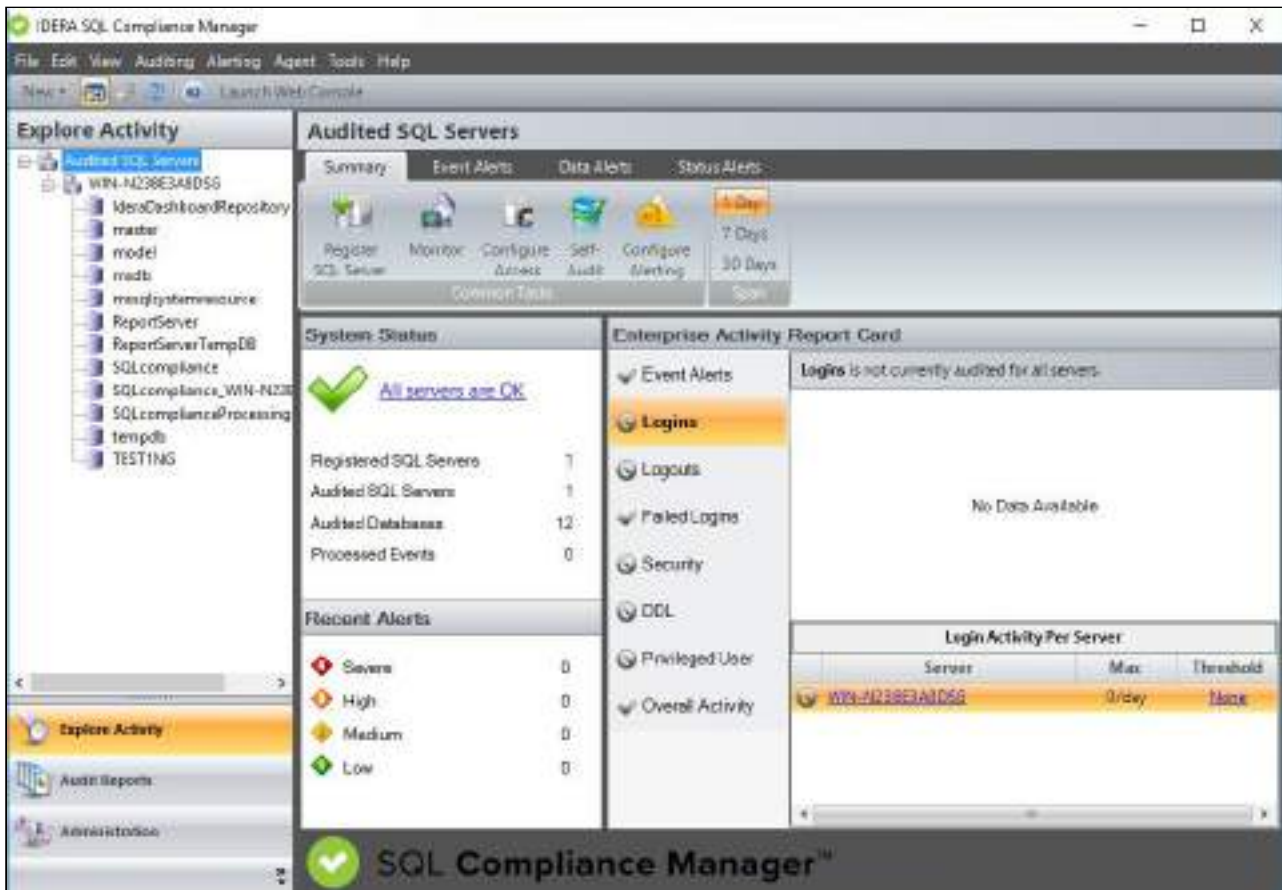 IDERA SQL Compliance Manager
File Edit View Auditing Alerting Agent Tools Help
New Launch Web Console
Explore Activity
Audited SQL Servers
WIN-N238E3A8DSG
IderaDashboardRepository
master
model
msdb
mssqlsystemresource
ReportServer
ReportServerTempDB
SQLcompliance
SQLcompliance_WIN-N23
SQLcomplianceProcessing
tempdb
TEST1NG
Explore Activity
Audit Reports
Administration
Audited SQL Servers
Summary Event Alerts Data Alerts Status Alerts
Register SQL Server
Monitor
Configure Access
Self-Audit
Configure Alerting
Common Tasks
1 Day
7 Days
30 Days
Span
System Status
All servers are OK
Registered SQL Servers 1
Audited SQL Servers 1
Audited Databases 12
Processed Events 0
Recent Alerts
Severe 0
High 0
Medium 0
Low 0
Enterprise Activity Report Card
Event Alerts
Logins
Logouts
Failed Logins
Security
DDL
Privileged User
Overall Activity
Logins is not currently audited for all servers.
No Data Available
Login Activity Per Server
Server Max Threshold
WIN-N238E3A8DSG 0/day None
SQL Compliance Manager™